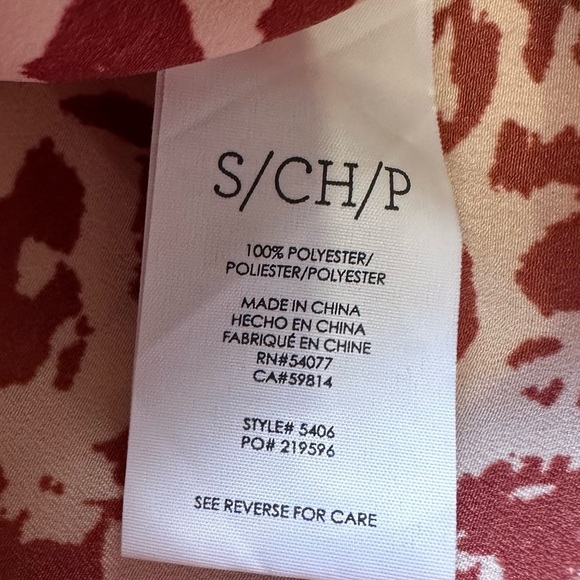 S/CH/P
100% POLYESTER/
POLIESTER/POLYESTER
MADE IN CHINA
HECHO EN CHINA
FABRIQUÉ EN CHINE
RN#54077
CA#59814
STYLE# 5406
PO# 219596
SEE REVERSE FOR CARE